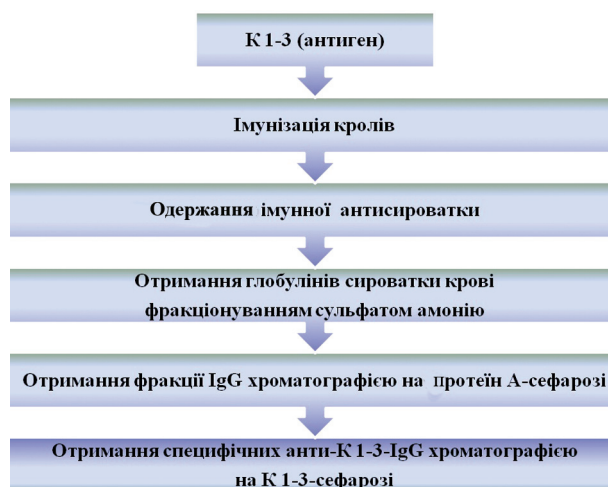 К 1-3 (антиген)
Імунізація кролів
Одержання імунної антисироватки
Отримання глобулінів сироватки крові
фракціонуванням сульфатом амонію
Отримання фракції IgG хроматографією на протеїн А-сефарозі
Отримання специфічних анти-К 1-3-IgG хроматографією
на К 1-3-сефарозі